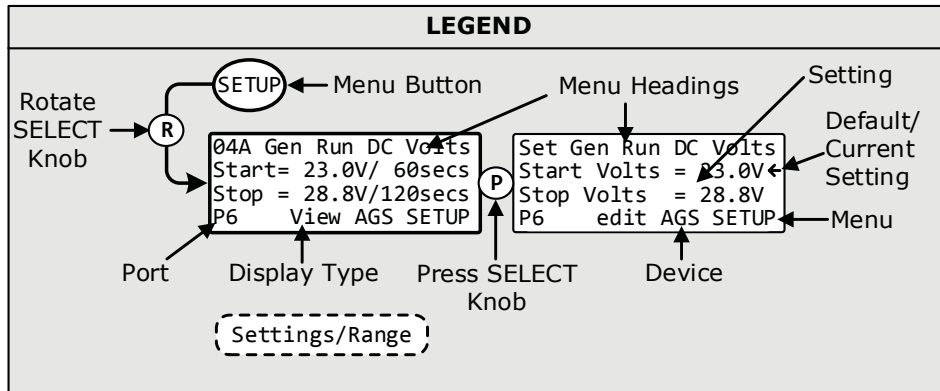 LEGEND
SETUP
Menu Button
Menu Headings
Setting
Rotate
SELECT
Knob
R
Default/
Current
Setting
04A Gen Run DC Volts
Start= 23.0V/ 60secs
Stop = 28.8V/120secs
P6 View AGS SETUP
P
Set Gen Run DC Volts
Start Volts = 23.0V←
Stop Volts = 28.8V
P6 edit AGS SETUP
Menu
Port
Display Type
Press SELECT
Knob
Device
Settings/Range